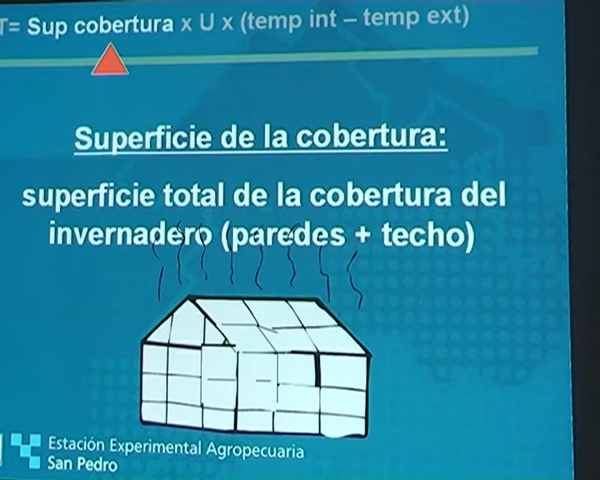 T= Sup cobertura x U x (temp int – temp ext)
Superficie de la cobertura:
superficie total de la cobertura del
invernadero (paredes + techo)
Estación Experimental Agropecuaria
San Pedro